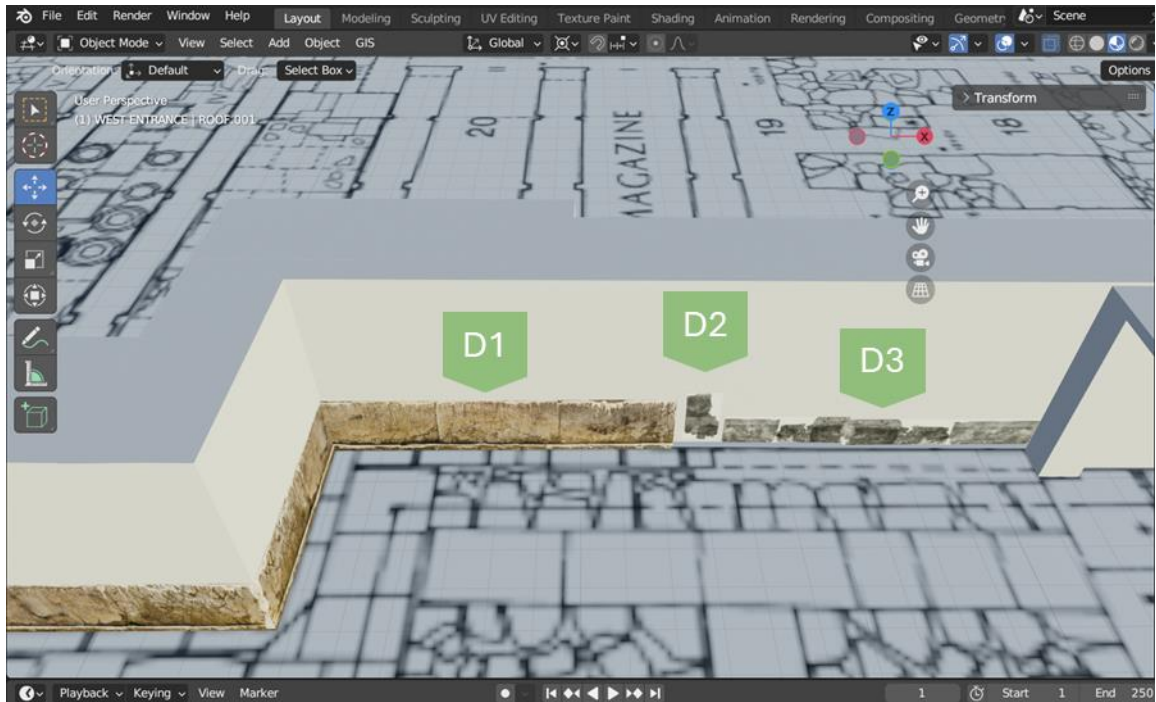 File Edit Render Window Help Layout Modeling Sculpting UV Editing Texture Paint Shading Animation Rendering Compositing Geometr Scene
Object Mode View Select Add Object GIS Global
Orientation: Default Drag: Select Box Options
User Perspective
(1) WEST ENTRANCE | ROOF.001
> Transform
Z
X
20
MAGAZINE
19
18
D1
D2
D3
Playback Keying View Marker 1 Start 1 End 250